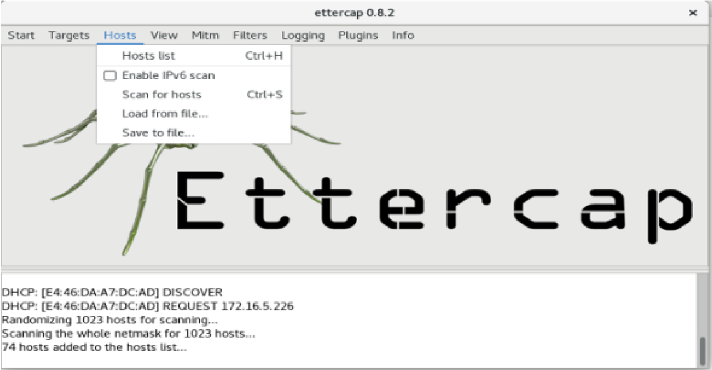 ettercap 0.8.2 ×
Start Targets Hosts View Mitm Filters Logging Plugins Info
Hosts list Ctrl+H
Enable IPv6 scan
Scan for hosts Ctrl+S
Load from file...
Save to file...
Ettercap
DHCP: [E4:46:DA:A7:DC:AD] DISCOVER
DHCP: [E4:46:DA:A7:DC:AD] REQUEST 172.16.5.226
Randomizing 1023 hosts for scanning...
Scanning the whole netmask for 1023 hosts...
74 hosts added to the hosts list...